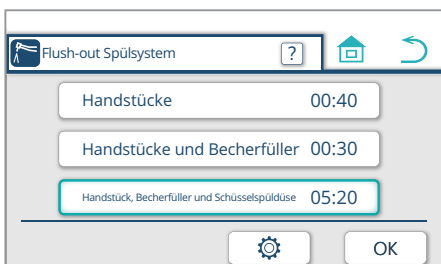 Flush-out Spülsystem ?
Handstücke 00:40
Handstücke und Becherfüller 00:30
Handstück, Becherfüller und Schüsselspüldüse 05:20
OK